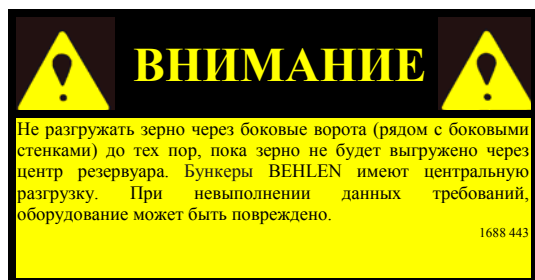 ВНИМАНИЕ
Не разгружать зерно через боковые ворота (рядом с боковыми
стенками) до тех пор, пока зерно не будет выгружено через
центр резервуара. Бункеры BEHLEN имеют центральную
разгрузку. При невыполнении данных требований,
оборудование может быть повреждено.
1688 443